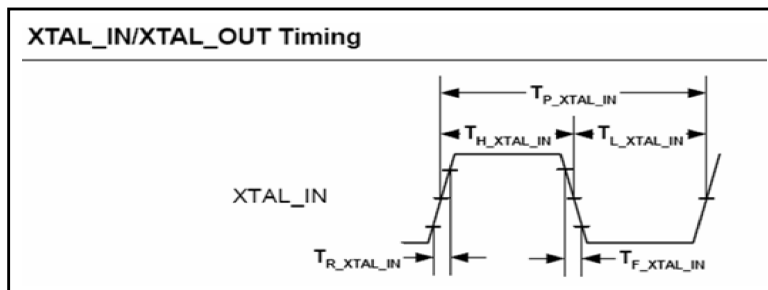 XTAL_IN/XTAL_OUT Timing
T_P_XTAL_IN
T_H_XTAL_IN T_L_XTAL_IN
XTAL_IN
T_R_XTAL_IN T_F_XTAL_IN